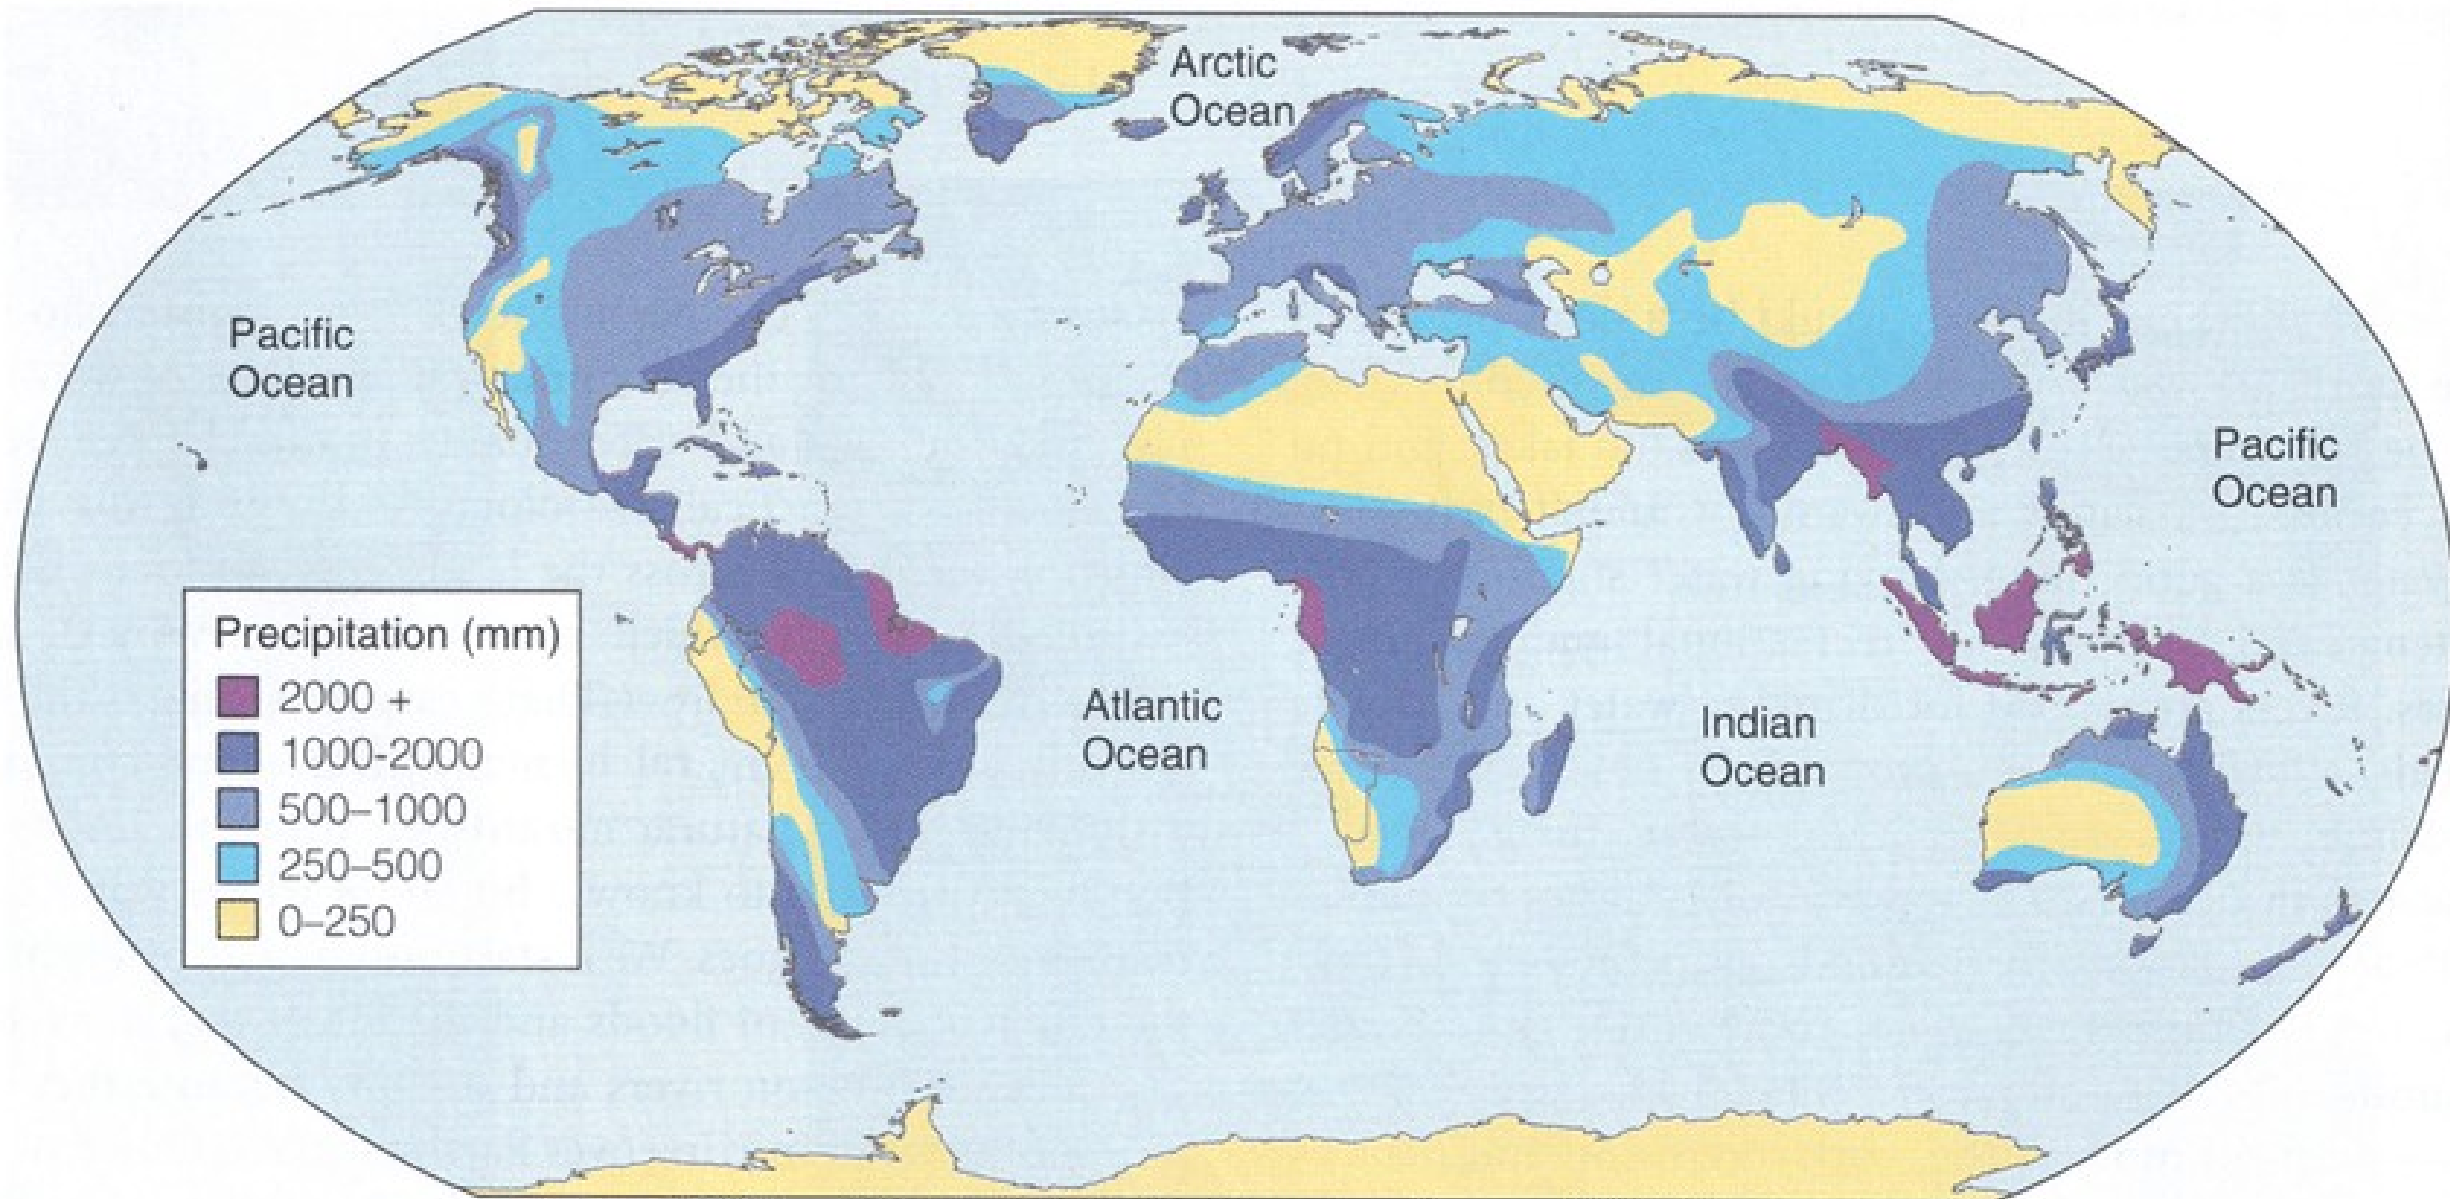 Arctic
Ocean
Pacific
Ocean
Pacific
Ocean
Atlantic
Ocean
Indian
Ocean
Precipitation (mm)
2000 +
1000-2000
500–1000
250–500
0–250